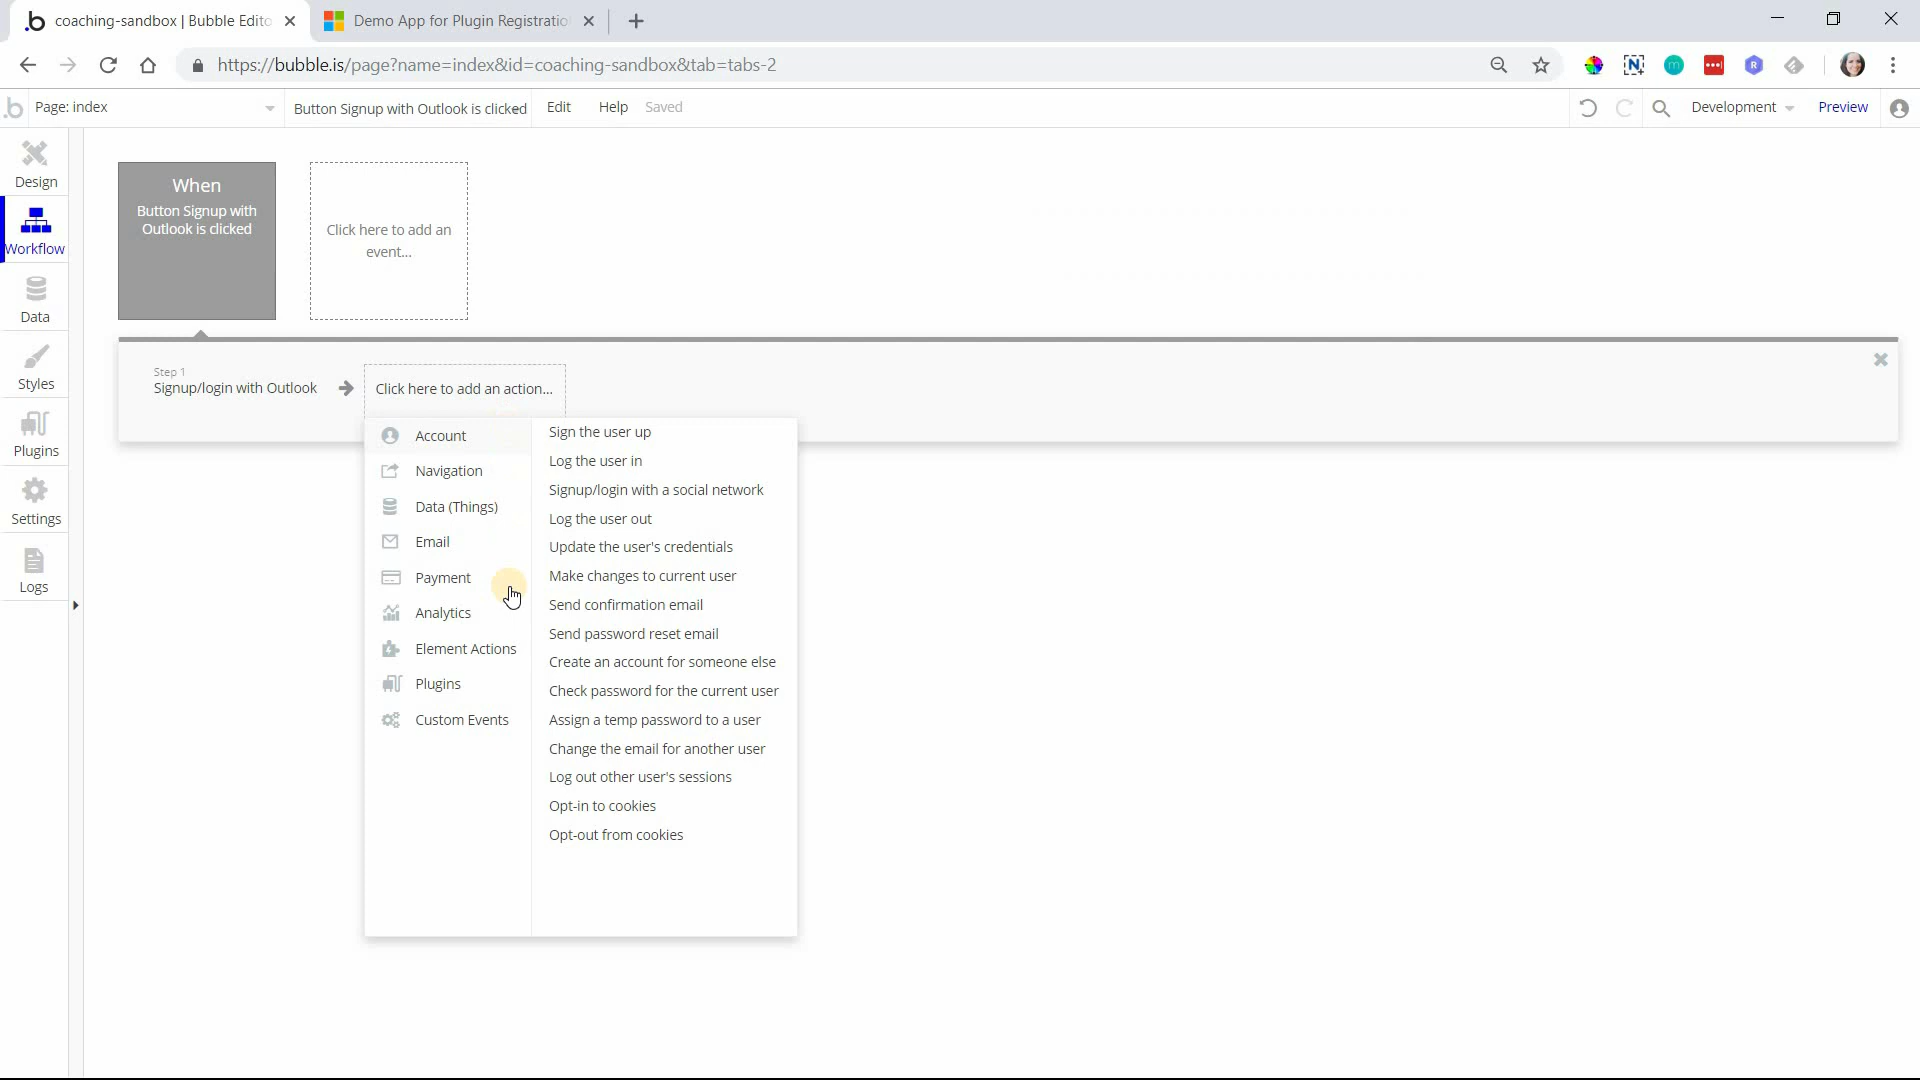 coaching-sandbox | Bubble Edito
Demo App for Plugin Registratio
https://bubble.is/page?name=index&id=coaching-sandbox&tab=tabs-2
Page: index
Button Signup with Outlook is clicked
Edit
Help
Saved
Development
Preview
Design
Workflow
Data
Styles
Plugins
Settings
Logs
When
Button Signup with
Outlook is clicked
Click here to add an
event...
Step 1
Signup/login with Outlook
Click here to add an action...
Account
Navigation
Data (Things)
Email
Payment
Analytics
Element Actions
Plugins
Custom Events
Sign the user up
Log the user in
Signup/login with a social network
Log the user out
Update the user's credentials
Make changes to current user
Send confirmation email
Send password reset email
Create an account for someone else
Check password for the current user
Assign a temp password to a user
Change the email for another user
Log out other user's sessions
Opt-in to cookies
Opt-out from cookies